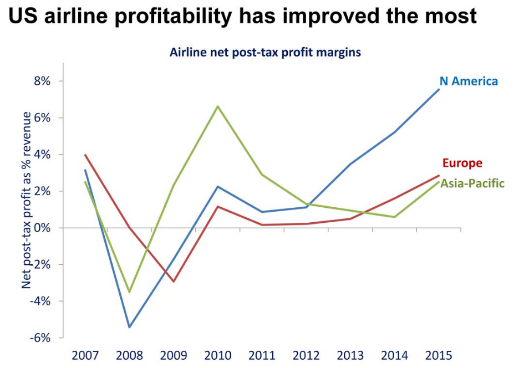 US airline profitability has improved the most
Airline net post-tax profit margins
Net post-tax profit as % revenue
8%
6%
4%
2%
0%
-2%
-4%
-6%
N America
Europe
Asia-Pacific
2007 2008 2009 2010 2011 2012 2013 2014 2015